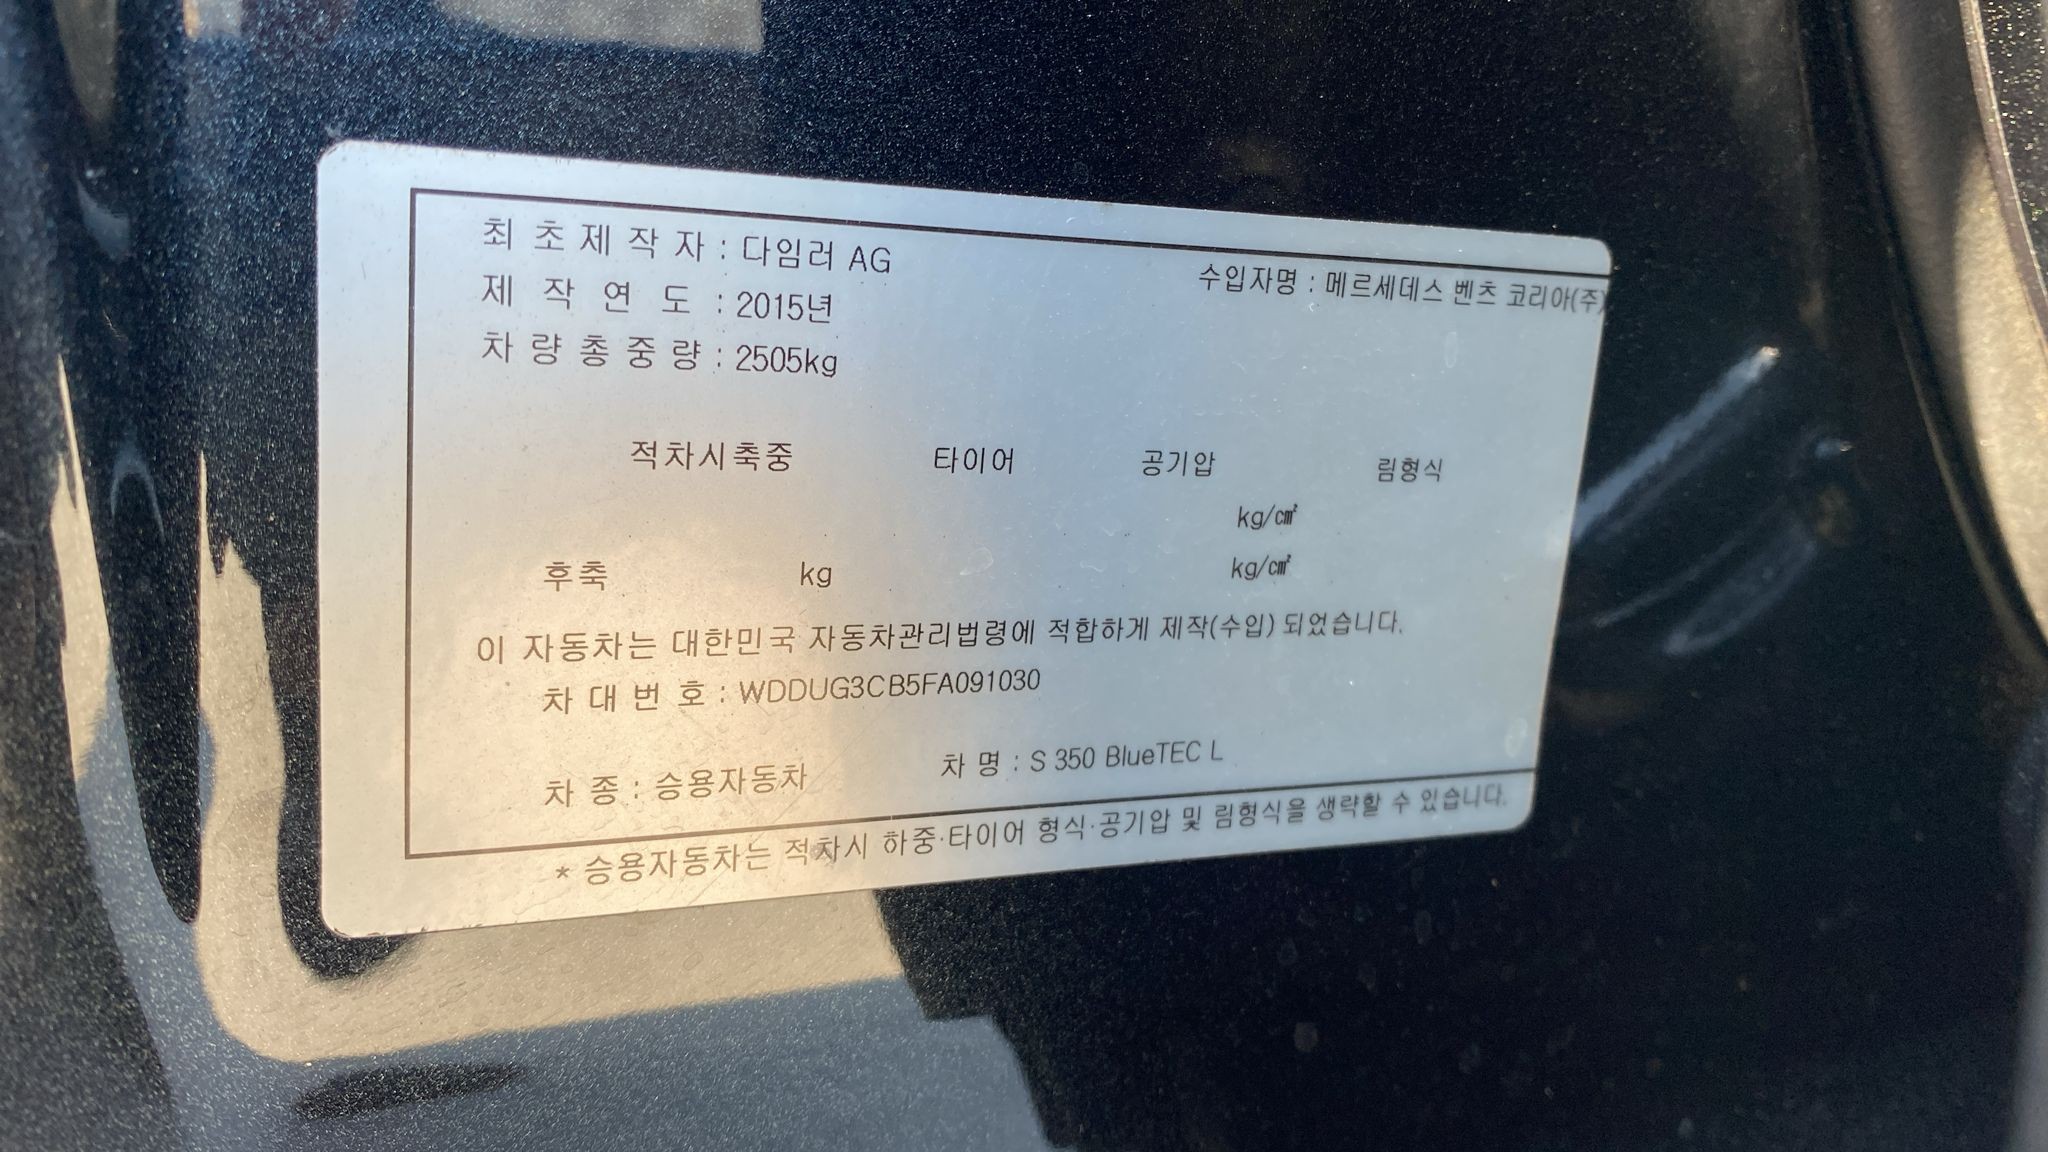 최초제작자 : 다임러 AG
수입자명 : 메르세데스 벤츠 코리아(주)
제작연도 : 2015년
차량총중량 : 2505kg
적차시축중 타이어 공기압 림형식
kg/㎠
후축 kg kg/㎠
이 자동차는 대한민국 자동차관리법령에 적합하게 제작(수입) 되었습니다.
차대번호 : WDDUG3CB5FA091030
차종 : 승용자동차 차명 : S 350 BlueTEC L
* 승용자동차는 적차시 하중·타이어 형식·공기압 및 림형식을 생략할 수 있습니다.